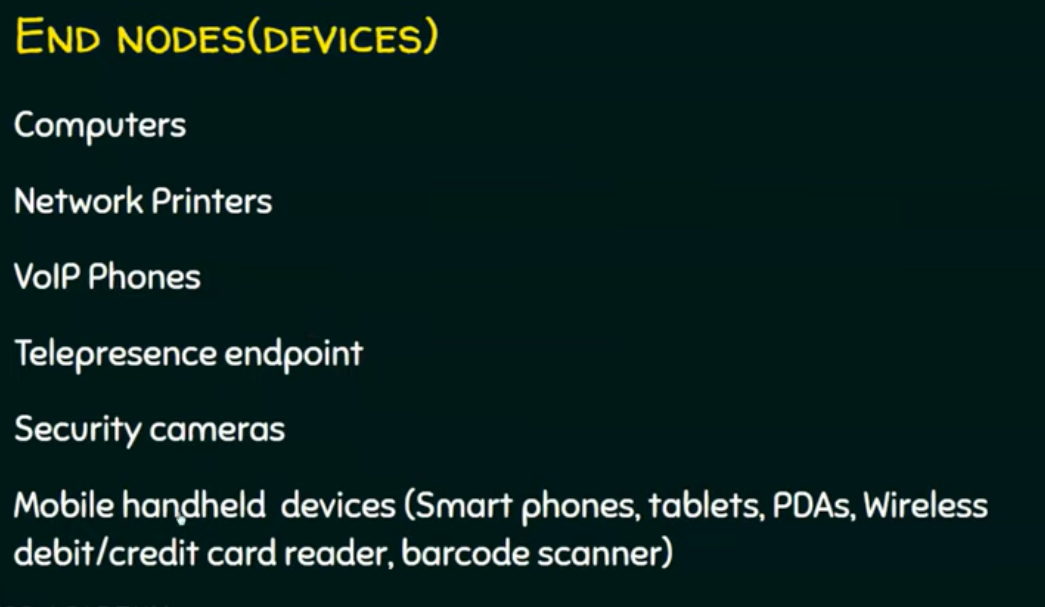 END NODES(DEVICES)
Computers
Network Printers
VoIP Phones
Telepresence endpoint
Security cameras
Mobile handheld devices (Smart phones, tablets, PDAs, Wireless
debit/credit card reader, barcode scanner)